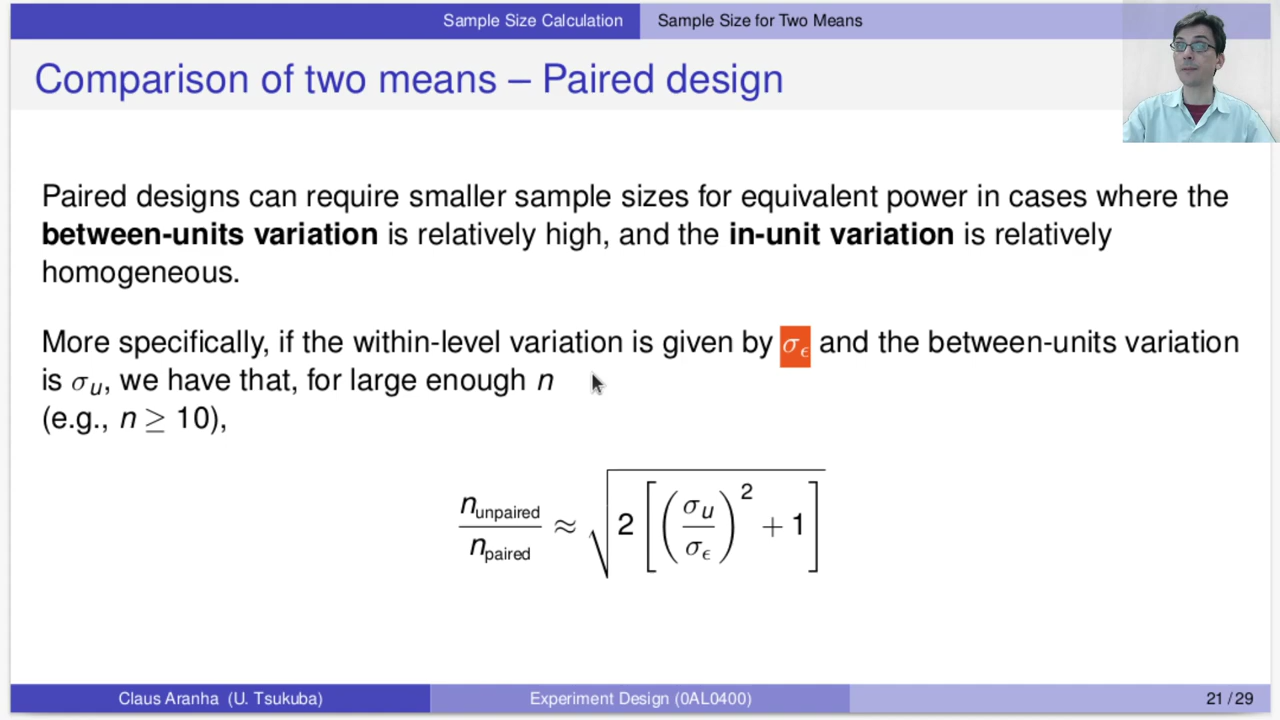 Sample Size Calculation Sample Size for Two Means
Comparison of two means – Paired design
Paired designs can require smaller sample sizes for equivalent power in cases where the
between-units variation is relatively high, and the in-unit variation is relatively
homogeneous.
More specifically, if the within-level variation is given by σϵ and the between-units variation
is σu, we have that, for large enough n
(e.g., n ≥ 10),
n_unpaired / n_paired ≈ √(2[(σu/σϵ)² + 1])
Claus Aranha (U. Tsukuba) Experiment Design (0AL0400) 21 / 29